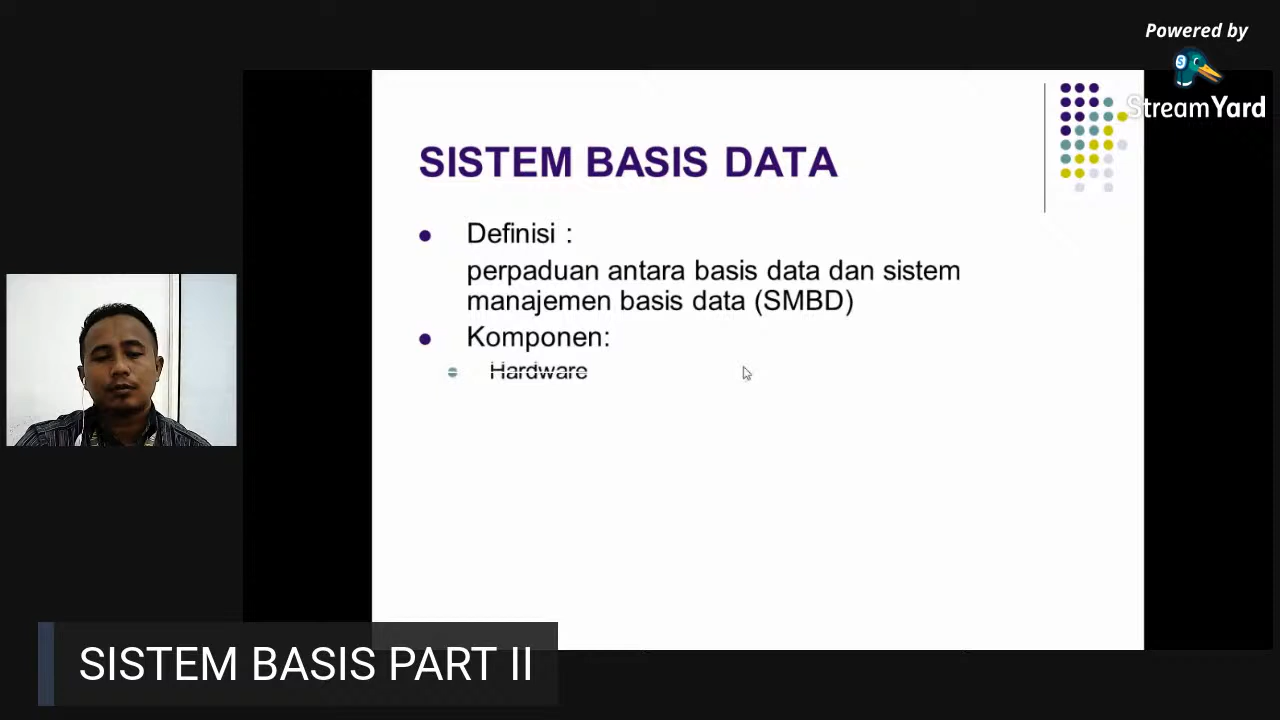 Powered by
StreamYard
SISTEM BASIS DATA
Definisi :
perpaduan antara basis data dan sistem
manajemen basis data (SMBD)
Komponen:
Hardware
SISTEM BASIS PART II